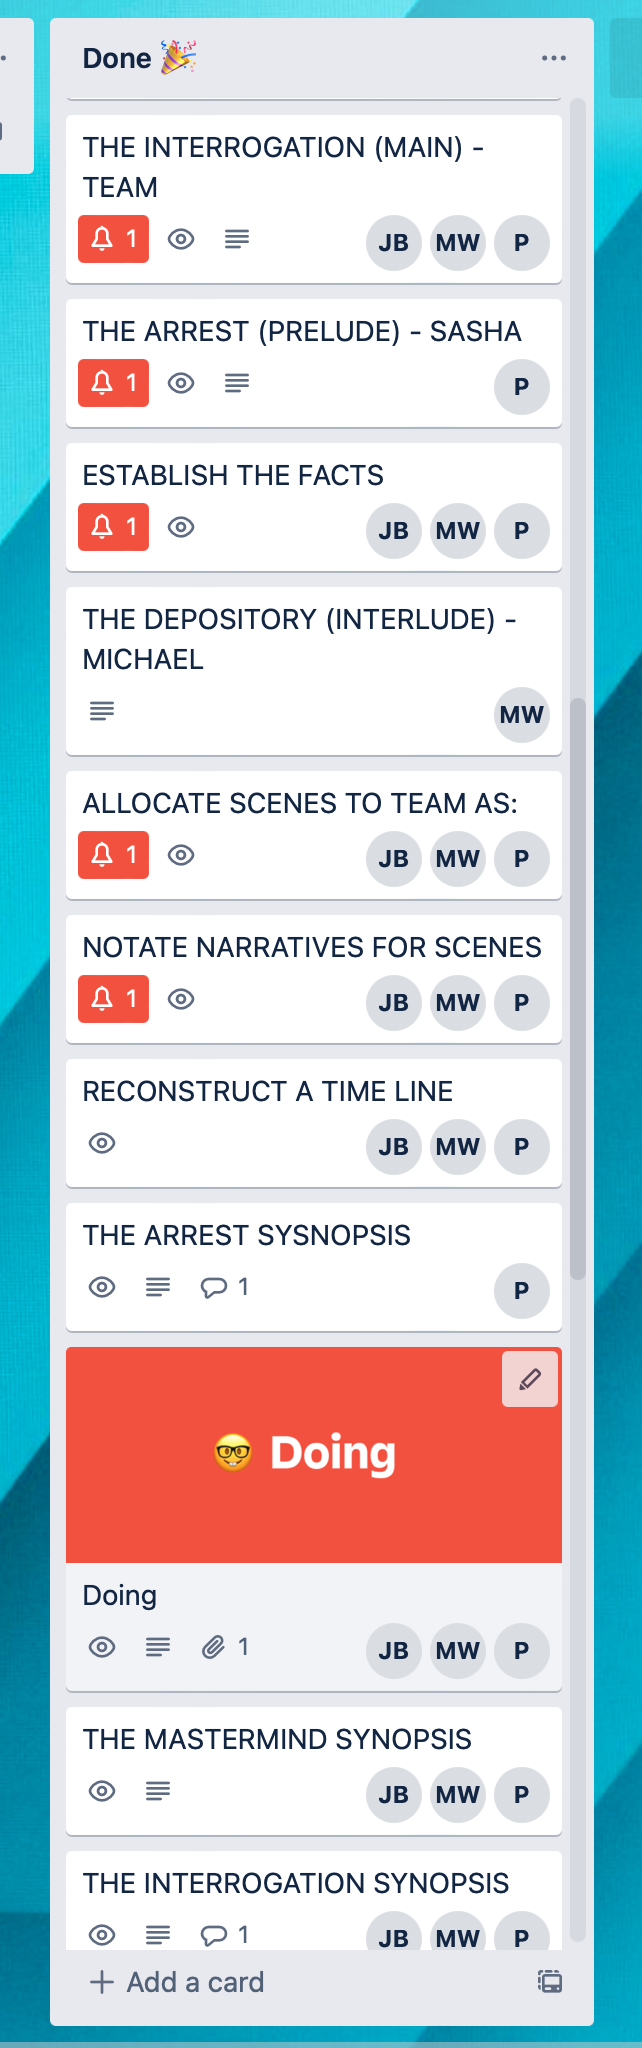 Done 🎉
THE INTERROGATION (MAIN) -
TEAM
1
JB MW P
THE ARREST (PRELUDE) - SASHA
1
P
ESTABLISH THE FACTS
1
JB MW P
THE DEPOSITORY (INTERLUDE) -
MICHAEL
MW
ALLOCATE SCENES TO TEAM AS:
1
JB MW P
NOTATE NARRATIVES FOR SCENES
1
JB MW P
RECONSTRUCT A TIME LINE
JB MW P
THE ARREST SYSNOPSIS
1
P
🤓 Doing
Doing
1
JB MW P
THE MASTERMIND SYNOPSIS
JB MW P
THE INTERROGATION SYNOPSIS
1
JB MW P
+ Add a card